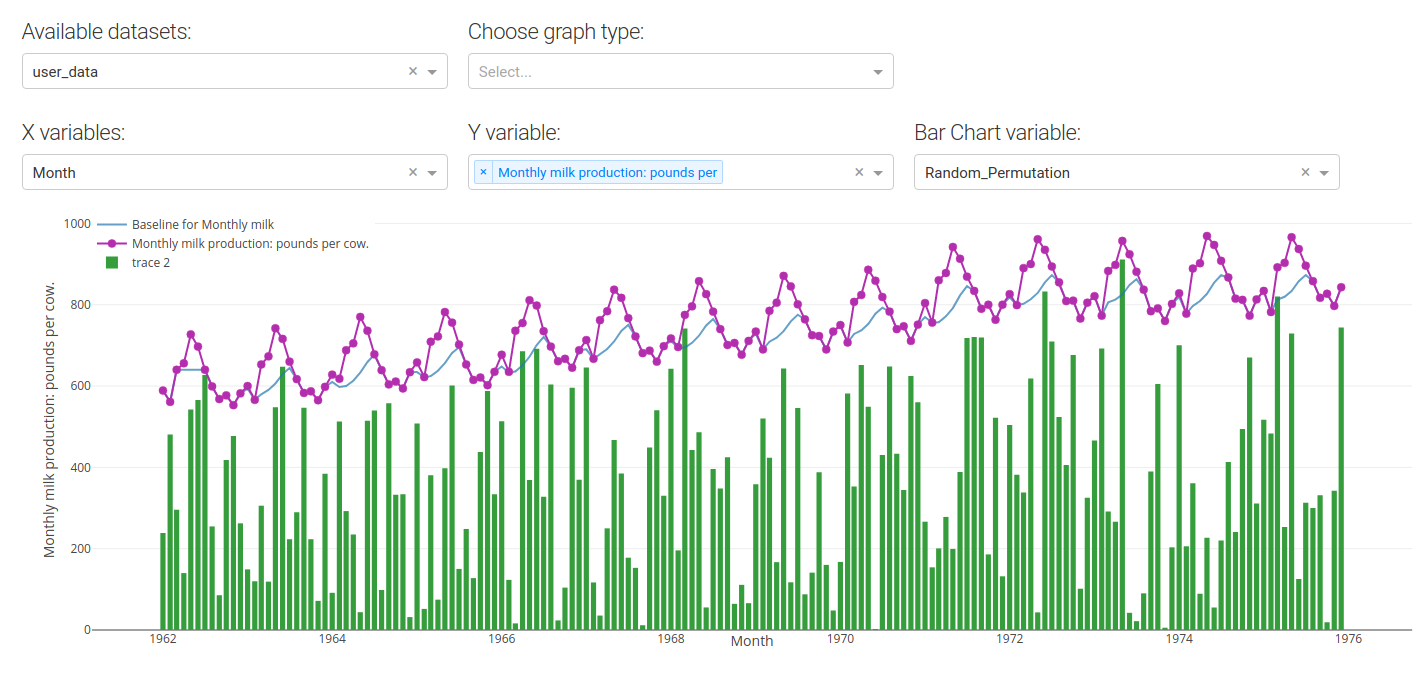 Available datasets:
Choose graph type:
user_data
Select...
X variables:
Y variable:
Bar Chart variable:
Month
Monthly milk production: pounds per
Random_Permutation
1000
800
600
400
200
0
Monthly milk production: pounds per cow.
Baseline for Monthly milk
Monthly milk production: pounds per cow.
trace 2
1962
1964
1966
1968
1970
1972
1974
1976
Month